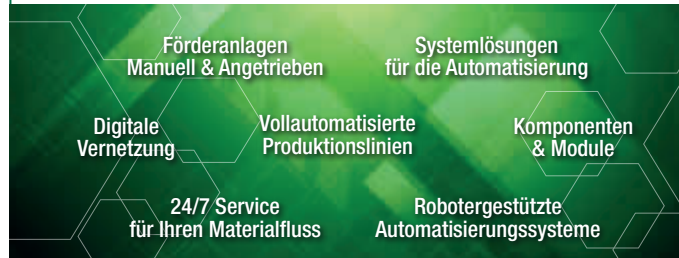 Förderanlagen
Manuell & Angetrieben
Systemlösungen
für die Automatisierung
Digitale
Vernetzung
Vollautomatisierte
Produktionslinien
Komponenten
& Module
24/7 Service
für Ihren Materialfluss
Robotergestützte
Automatisierungssysteme